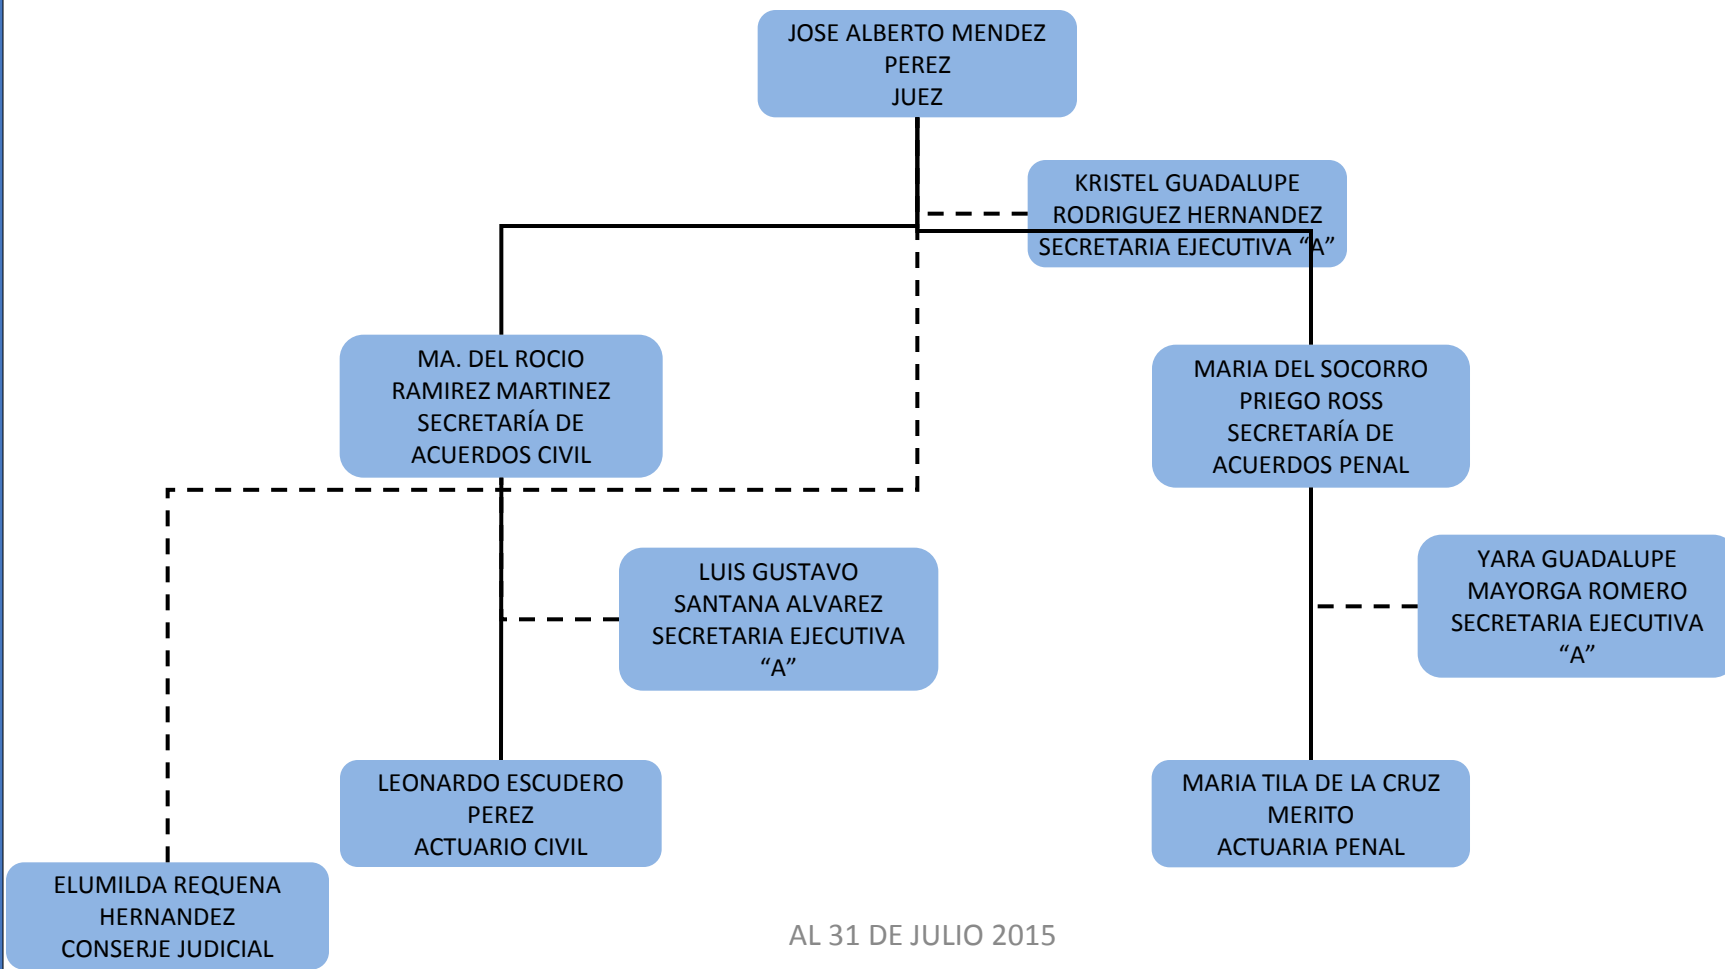 JOSE ALBERTO MENDEZ
PEREZ
JUEZ
KRISTEL GUADALUPE
RODRIGUEZ HERNANDEZ
SECRETARIA EJECUTIVA “A”
MA. DEL ROCIO
RAMIREZ MARTINEZ
SECRETARÍA DE
ACUERDOS CIVIL
MARIA DEL SOCORRO
PRIEGO ROSS
SECRETARÍA DE
ACUERDOS PENAL
LUIS GUSTAVO
SANTANA ALVAREZ
SECRETARIA EJECUTIVA
“A”
YARA GUADALUPE
MAYORGA ROMERO
SECRETARIA EJECUTIVA
“A”
LEONARDO ESCUDERO
PEREZ
ACTUARIO CIVIL
MARIA TILA DE LA CRUZ
MERITO
ACTUARIA PENAL
ELUMILDA REQUENA
HERNANDEZ
CONSERJE JUDICIAL
AL 31 DE JULIO 2015